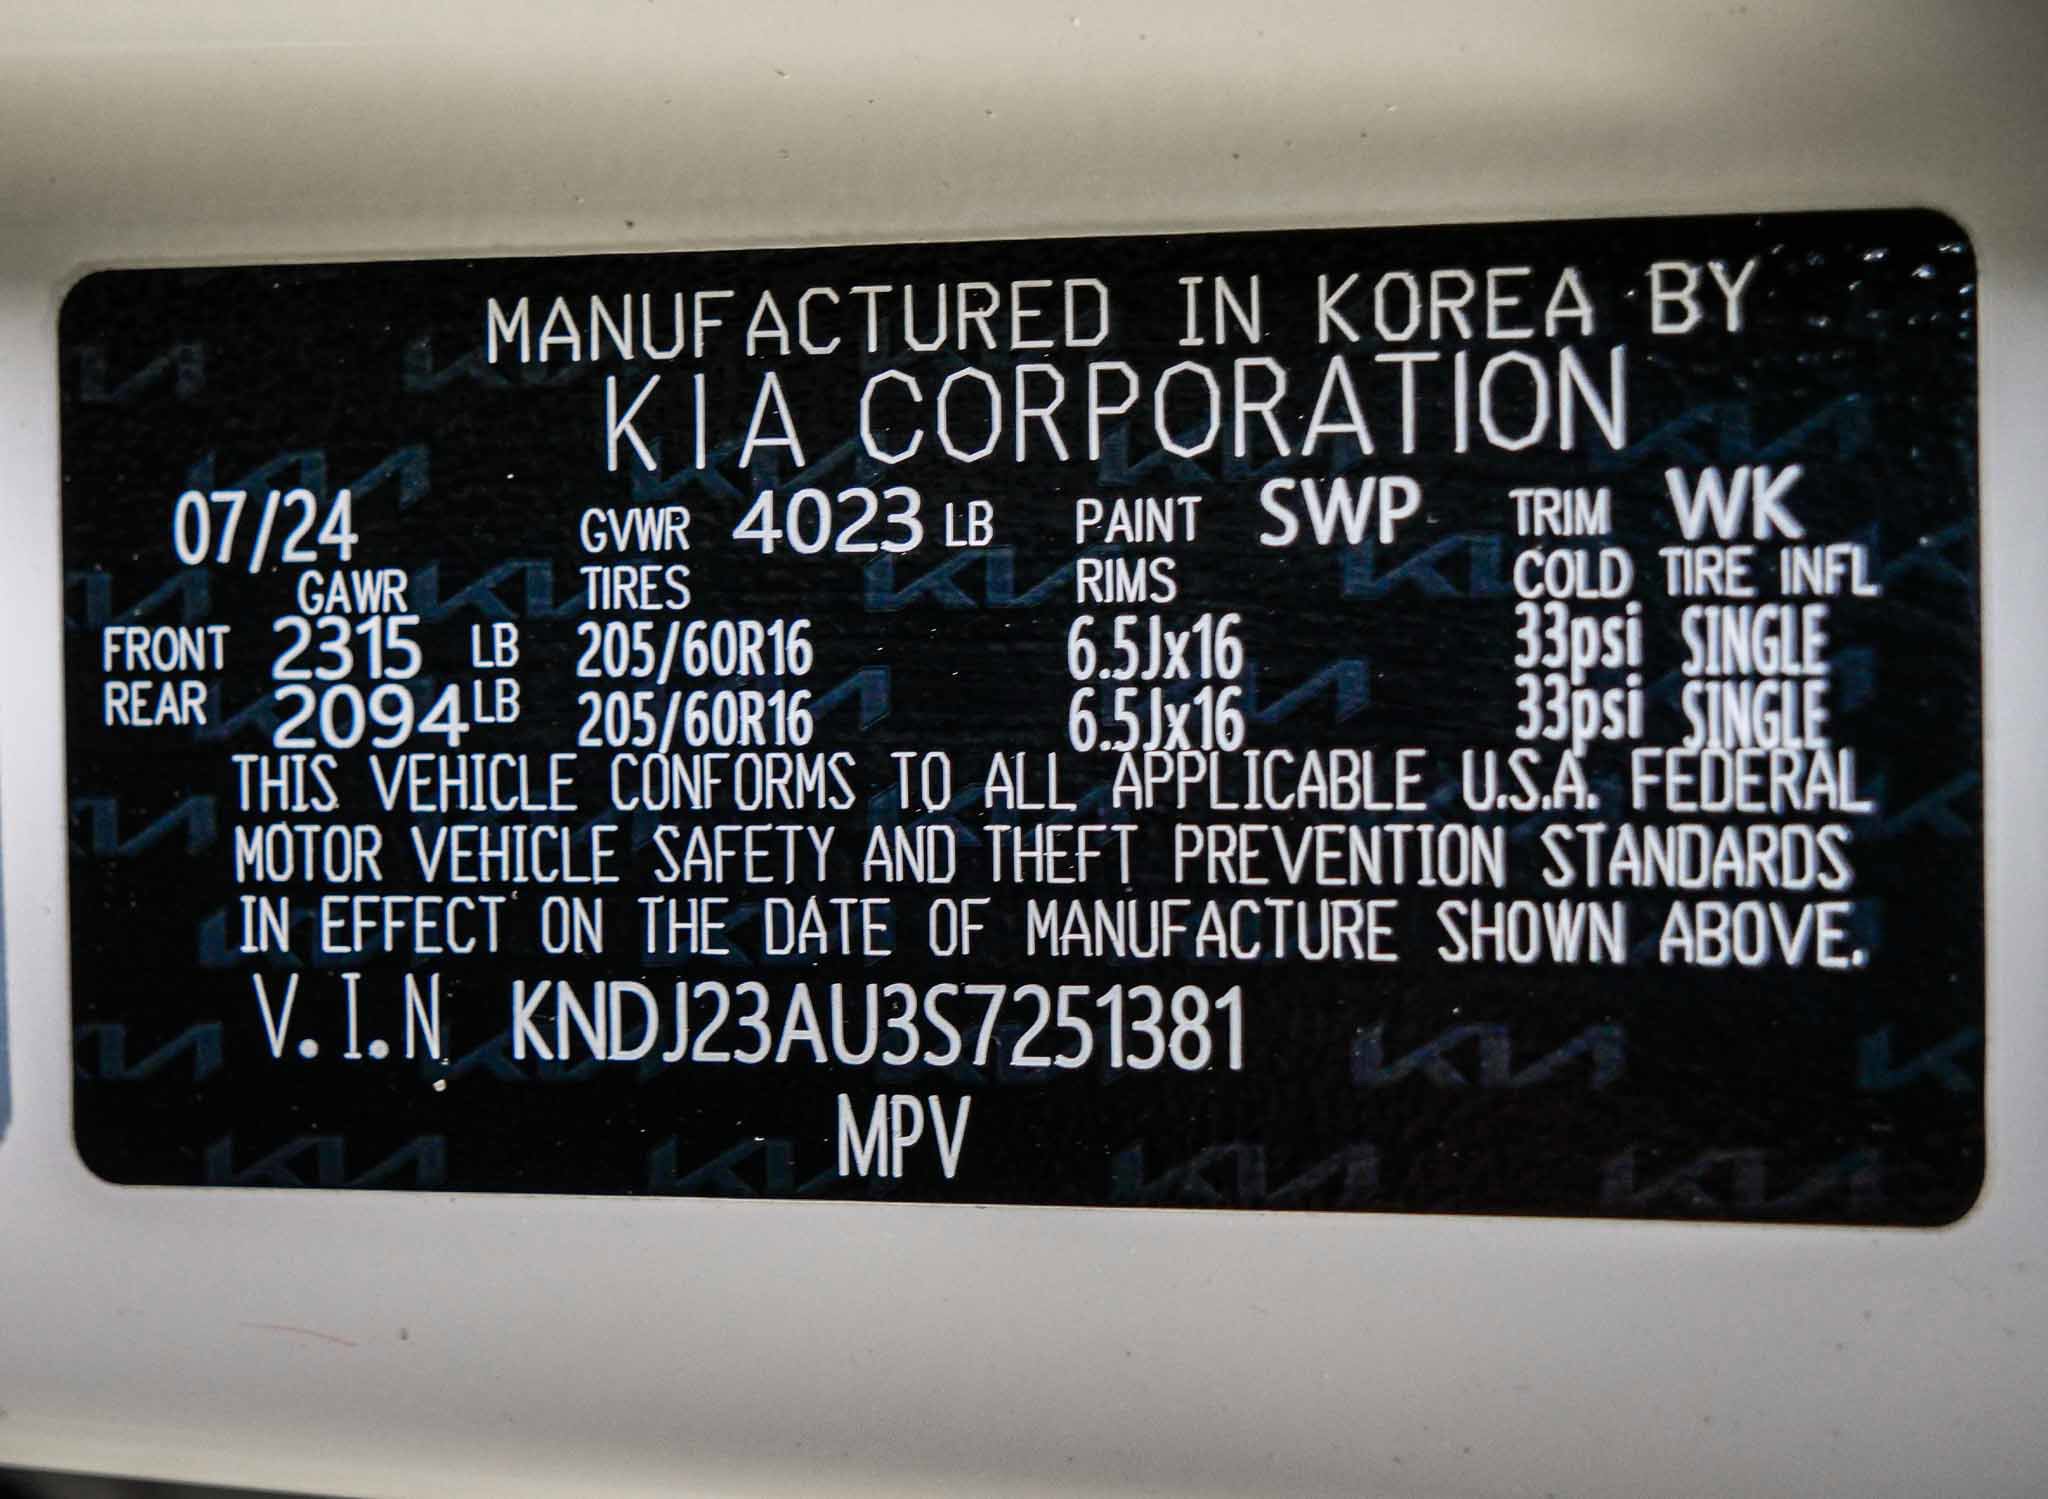 MANUFACTURED IN KOREA BY
KIA CORPORATION
07/24 GVWR 4023 LB PAINT SWP TRIM WK
GAWR TIRES RIMS COLD TIRE INFL
FRONT 2315 LB 205/60R16 6.5Jx16 33psi SINGLE
REAR 2094 LB 205/60R16 6.5Jx16 33psi SINGLE
THIS VEHICLE CONFORMS TO ALL APPLICABLE U.S.A. FEDERAL
MOTOR VEHICLE SAFETY AND THEFT PREVENTION STANDARDS
IN EFFECT ON THE DATE OF MANUFACTURE SHOWN ABOVE.
V.I.N. KNDJ23AU3S7251381
MPV